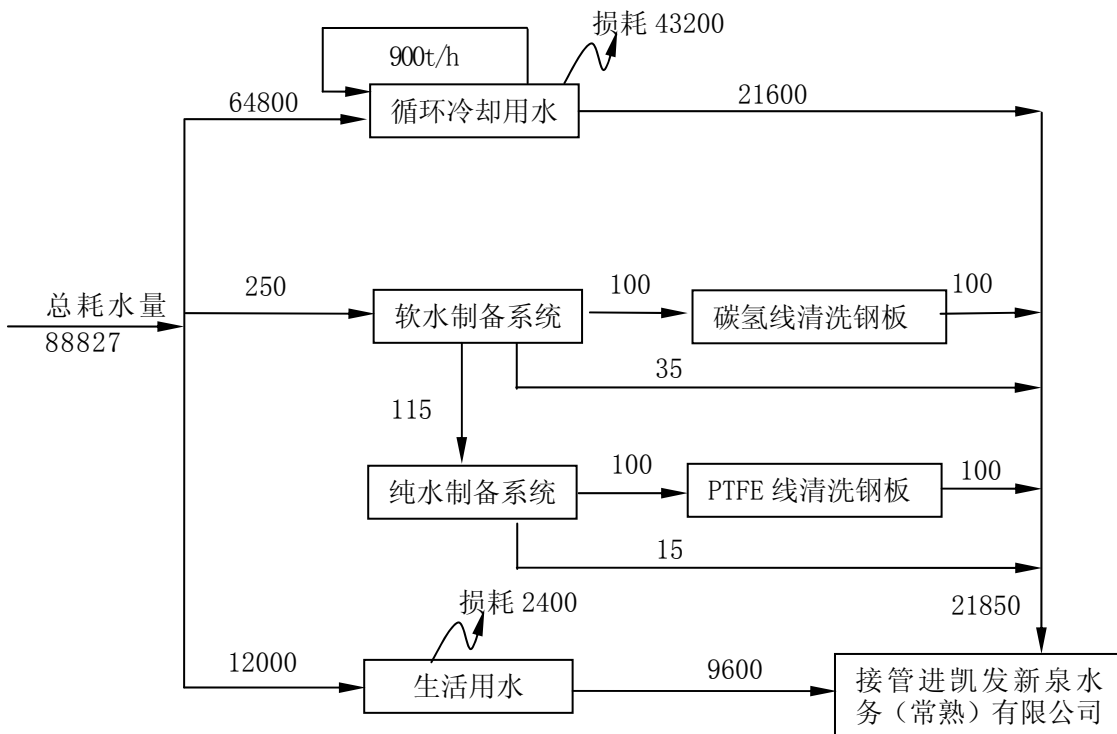 损耗 43200
900t/h
64800
循环冷却用水
21600
总耗水量
88827
250
软水制备系统
100
碳氢线清洗钢板
100
35
115
纯水制备系统
100
PTFE 线清洗钢板
100
15
损耗 2400
21850
12000
生活用水
9600
接管进凯发新泉水
务（常熟）有限公司